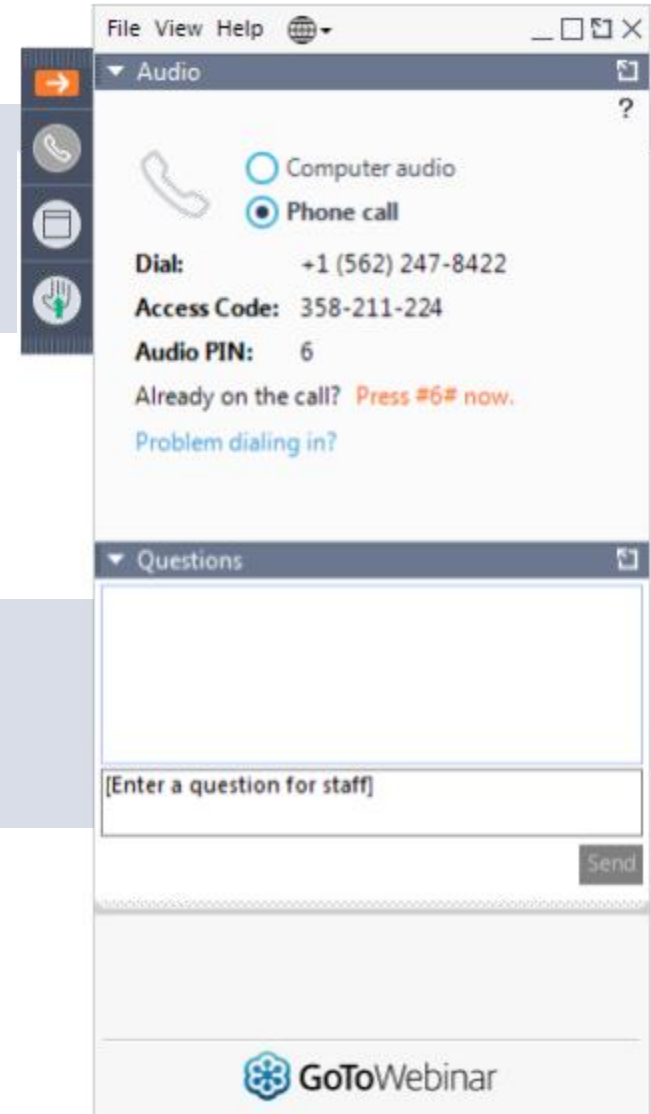 File View Help
Audio
?
Computer audio
Phone call
Dial: +1 (562) 247-8422
Access Code: 358-211-224
Audio PIN: 6
Already on the call? Press #6# now.
Problem dialing in?
Questions
[Enter a question for staff]
Send
GoToWebinar